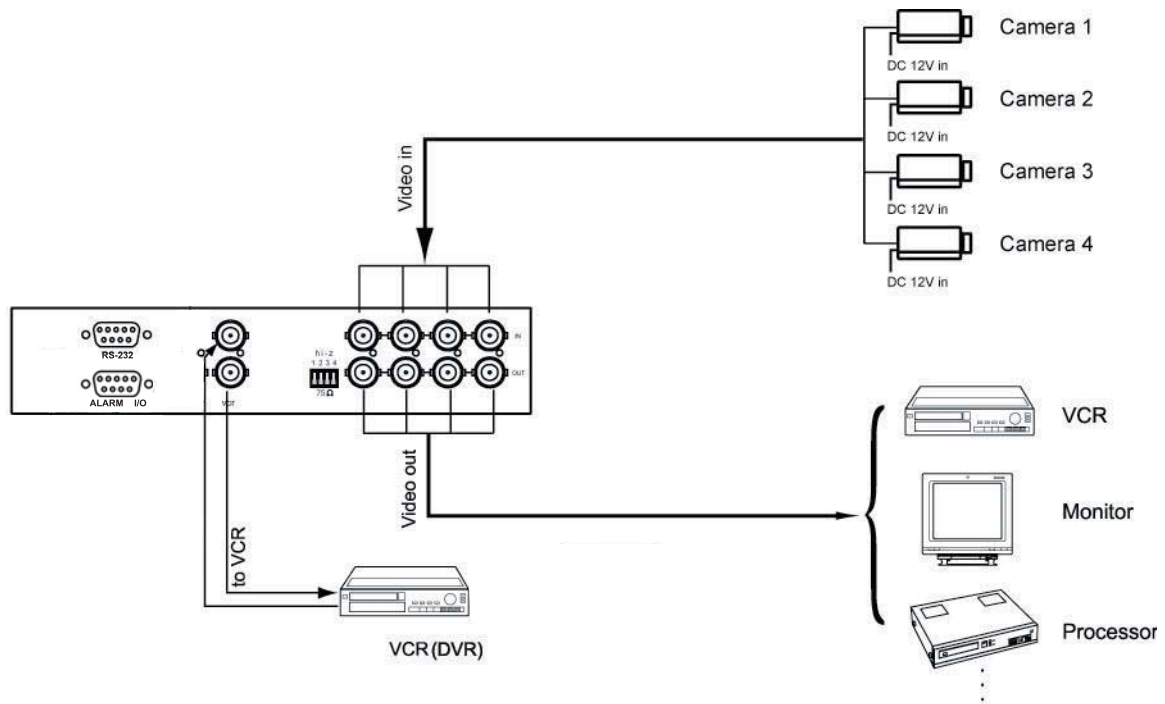 Camera 1
DC 12V in
Camera 2
DC 12V in
Camera 3
DC 12V in
Camera 4
DC 12V in
Video in
RS-232
ALARM I/O
hi-z
1 2 3 4
75Ω
IN
OUT
Video out
to VCR
VCR (DVR)
VCR
Monitor
Processor